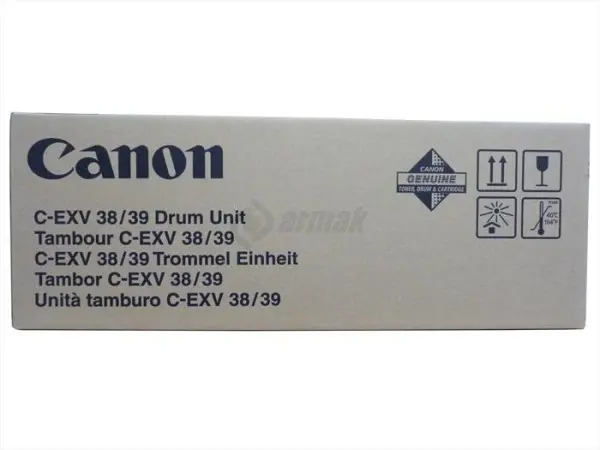 Canon
CANON
GENUINE
TONER, DRUM & CARTRIDGE
40°C
104°F
armak
C-EXV 38/39 Drum Unit
Tambour C-EXV 38/39
C-EXV 38/39 Trommel Einheit
Tambor C-EXV 38/39
Unità tamburo C-EXV 38/39